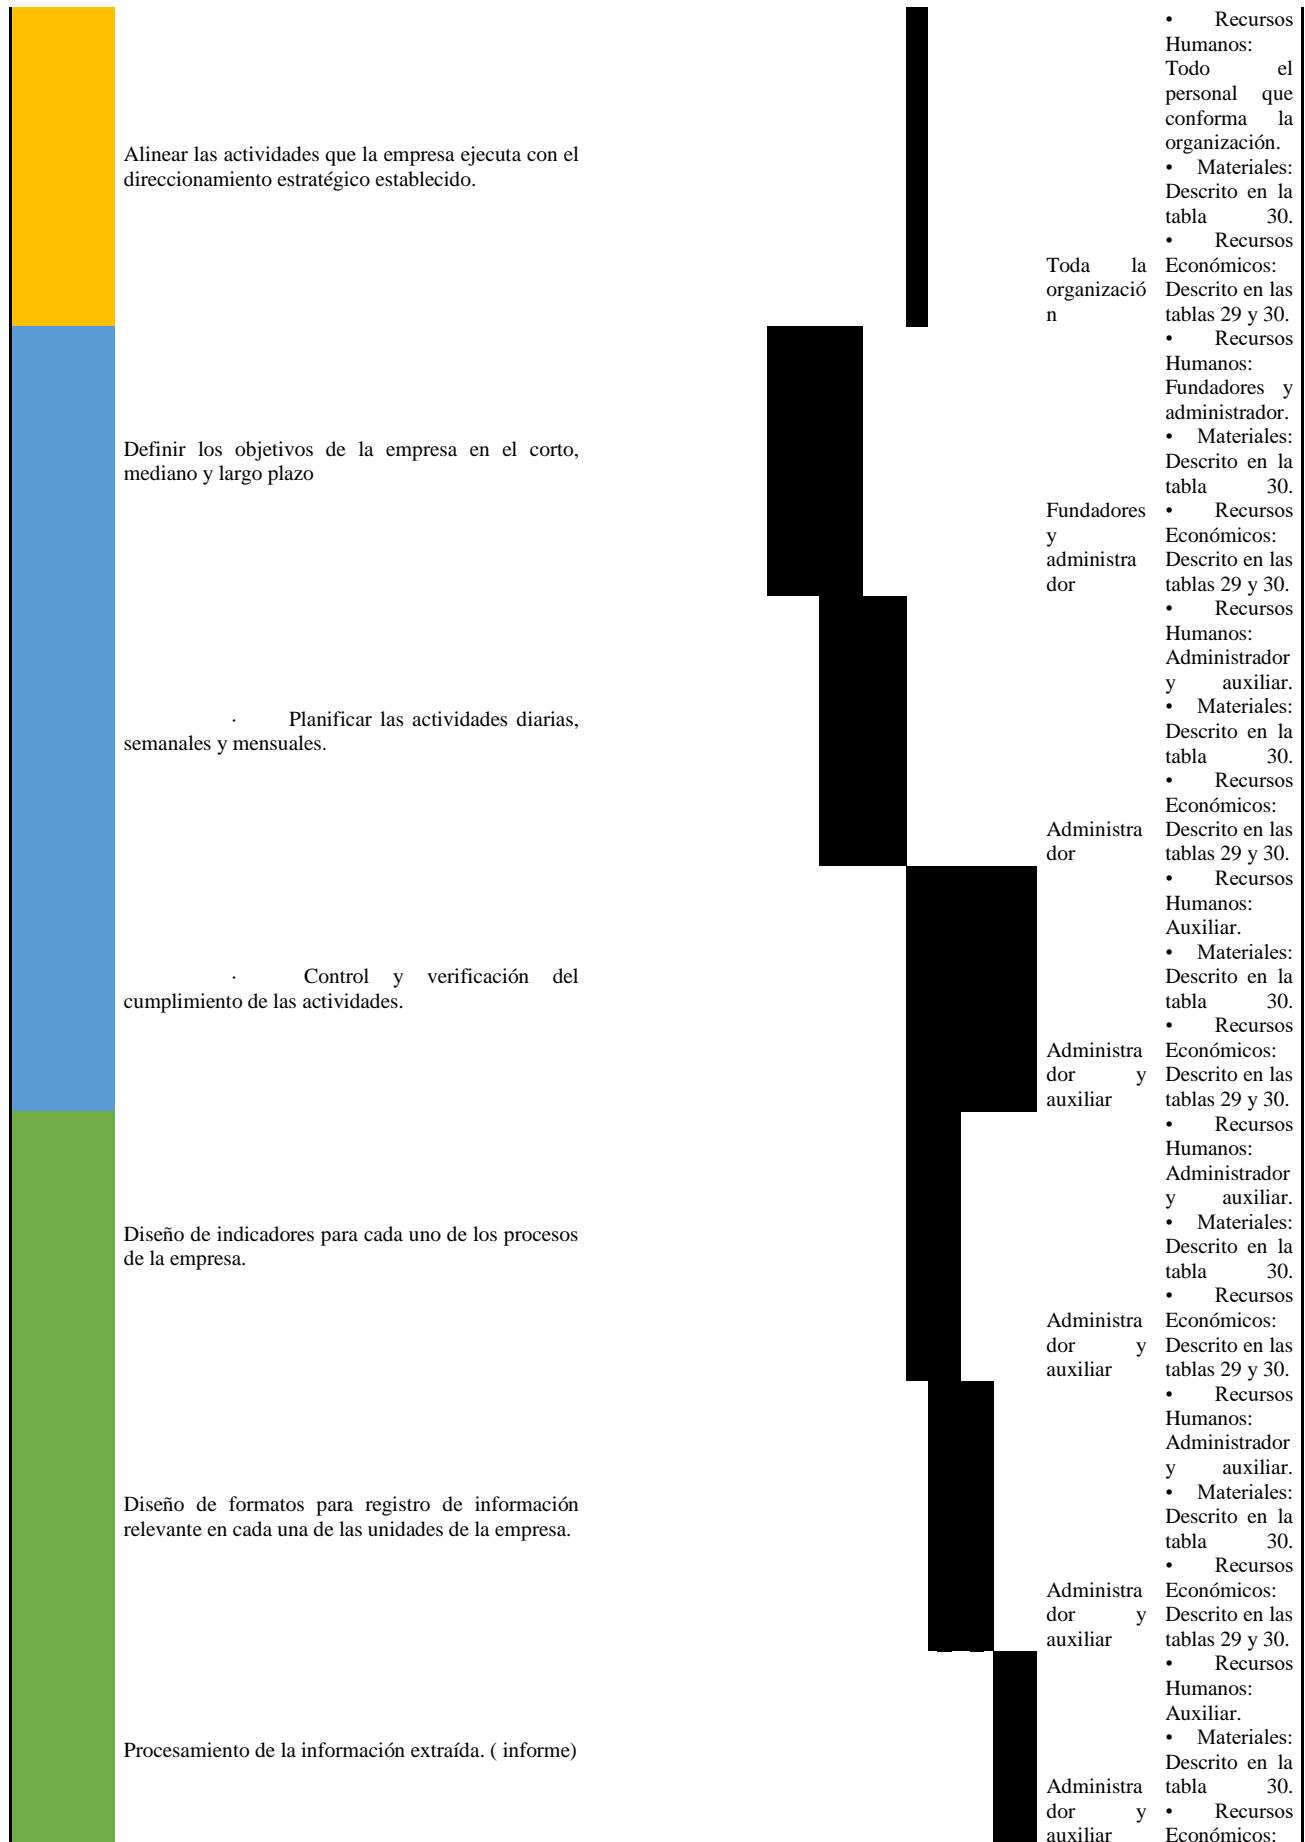 Alinear las actividades que la empresa ejecuta con el
direccionamiento estratégico establecido.
Toda la
organizació
n
• Recursos
Humanos:
Todo el
personal que
conforma la
organización.
• Materiales:
Descrito en la
tabla 30.
• Recursos
Económicos:
Descrito en las
tablas 29 y 30.
Definir los objetivos de la empresa en el corto,
mediano y largo plazo
Fundadores
y
administra
dor
• Recursos
Humanos:
Fundadores y
administrador.
• Materiales:
Descrito en la
tabla 30.
• Recursos
Económicos:
Descrito en las
tablas 29 y 30.
· Planificar las actividades diarias,
semanales y mensuales.
Administra
dor
• Recursos
Humanos:
Administrador
y auxiliar.
• Materiales:
Descrito en la
tabla 30.
• Recursos
Económicos:
Descrito en las
tablas 29 y 30.
· Control y verificación del
cumplimiento de las actividades.
Administra
dor y
auxiliar
• Recursos
Humanos:
Auxiliar.
• Materiales:
Descrito en la
tabla 30.
• Recursos
Económicos:
Descrito en las
tablas 29 y 30.
Diseño de indicadores para cada uno de los procesos
de la empresa.
Administra
dor y
auxiliar
• Recursos
Humanos:
Administrador
y auxiliar.
• Materiales:
Descrito en la
tabla 30.
• Recursos
Económicos:
Descrito en las
tablas 29 y 30.
Diseño de formatos para registro de información
relevante en cada una de las unidades de la empresa.
Administra
dor y
auxiliar
• Recursos
Humanos:
Administrador
y auxiliar.
• Materiales:
Descrito en la
tabla 30.
• Recursos
Económicos:
Descrito en las
tablas 29 y 30.
Procesamiento de la información extraída. ( informe)
Administra
dor y
auxiliar
• Recursos
Humanos:
Auxiliar.
• Materiales:
Descrito en la
tabla 30.
• Recursos
Económicos: